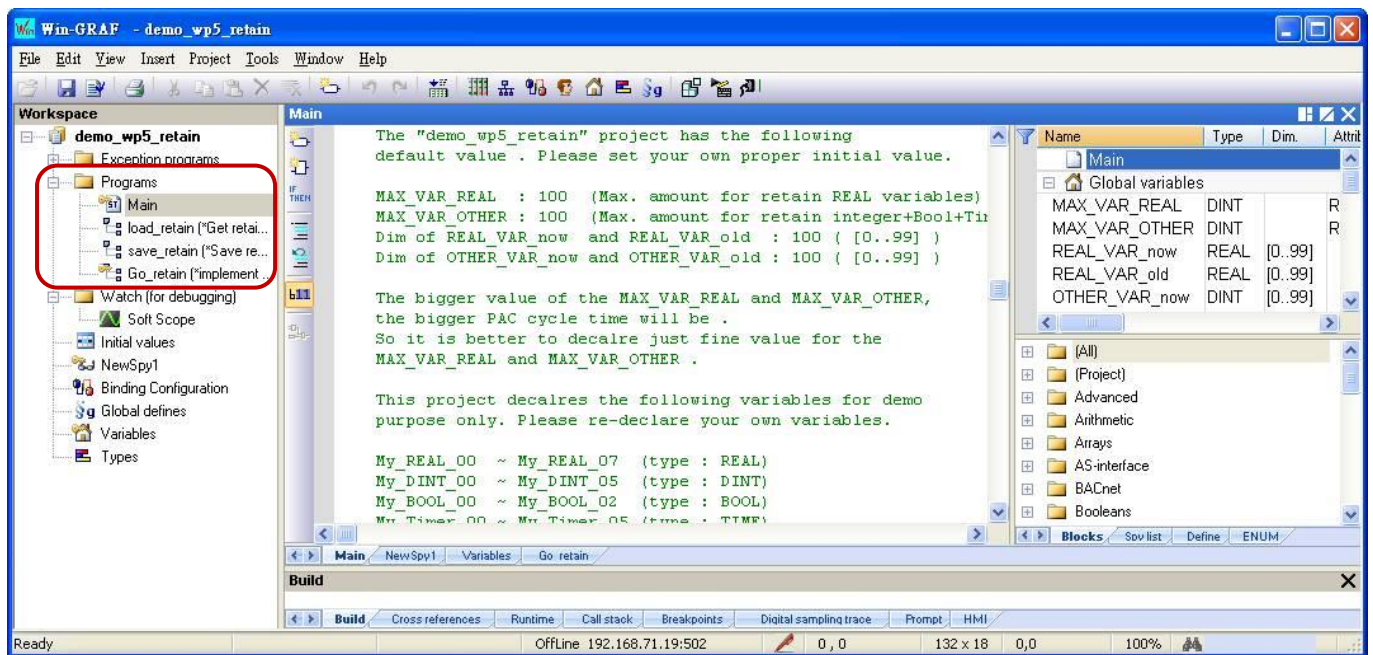 Win-GRAF - demo_wp5_retain
File Edit View Insert Project Tools Window Help
Workspace
demo_wp5_retain
Exception programs
Programs
Main
load_retain (*Get retai...
save_retain (*Save re...
Go_retain (*implement ...
Watch (for debugging)
Soft Scope
Initial values
NewSpy1
Binding Configuration
Global defines
Variables
Types
Main
IF
THEN
The "demo_wp5_retain" project has the following
default value . Please set your own proper initial value.
MAX_VAR_REAL : 100 (Max. amount for retain REAL variables)
MAX_VAR_OTHER : 100 (Max. amount for retain integer+Bool+Tim
Dim of REAL_VAR_now and REAL_VAR_old : 100 ( [0..99] )
Dim of OTHER_VAR_now and OTHER_VAR_old : 100 ( [0..99] )
The bigger value of the MAX_VAR_REAL and MAX_VAR_OTHER,
the bigger PAC cycle time will be .
So it is better to decalre just fine value for the
MAX_VAR_REAL and MAX_VAR_OTHER .
This project decalres the following variables for demo
purpose only. Please re-declare your own variables.
My_REAL_00 ~ My_REAL_07 (type : REAL)
My_DINT_00 ~ My_DINT_05 (type : DINT)
My_BOOL_00 ~ My_BOOL_02 (type : BOOL)
My_Timer_00 ~ My_Timer_05 (type : TIME)
Main NewSpy1 Variables Go_retain
Name Type Dim. Attrib
Main
Global variables
MAX_VAR_REAL DINT R
MAX_VAR_OTHER DINT R
REAL_VAR_now REAL [0..99]
REAL_VAR_old REAL [0..99]
OTHER_VAR_now DINT [0..99]
(All)
(Project)
Advanced
Arithmetic
Arrays
AS-interface
BACnet
Booleans
Blocks Spy list Define ENUM
Build
Build Cross references Runtime Call stack Breakpoints Digital sampling trace Prompt HMI
Ready OffLine 192.168.71.19:502 0 , 0 132 x 18 0,0 100%